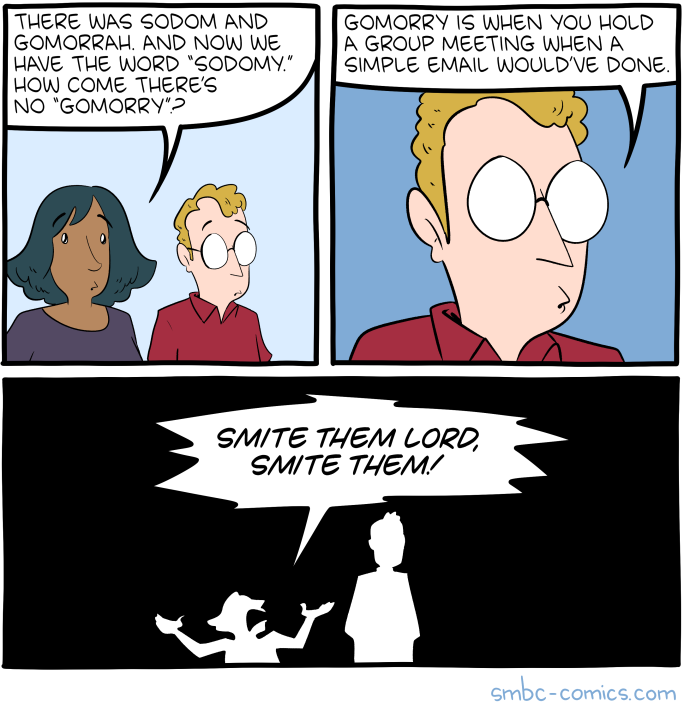 THERE WAS SODOM AND
GOMORRAH. AND NOW WE
HAVE THE WORD "SODOMY."
HOW COME THERE'S
NO "GOMORRY"?
GOMORRY IS WHEN YOU HOLD
A GROUP MEETING WHEN A
SIMPLE EMAIL WOULD'VE DONE.
SMITE THEM LORD,
SMITE THEM!
smbc-comics.com